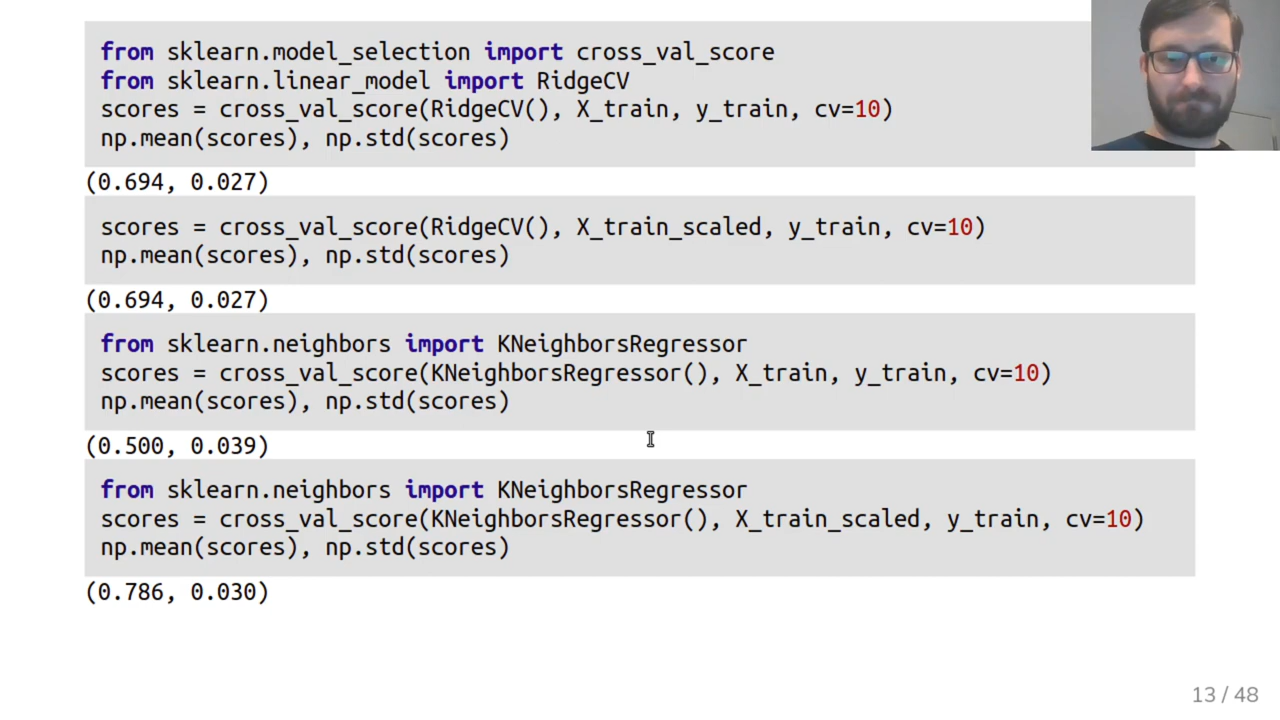 from sklearn.model_selection import cross_val_score
from sklearn.linear_model import RidgeCV
scores = cross_val_score(RidgeCV(), X_train, y_train, cv=10)
np.mean(scores), np.std(scores)
(0.694, 0.027)
scores = cross_val_score(RidgeCV(), X_train_scaled, y_train, cv=10)
np.mean(scores), np.std(scores)
(0.694, 0.027)
from sklearn.neighbors import KNeighborsRegressor
scores = cross_val_score(KNeighborsRegressor(), X_train, y_train, cv=10)
np.mean(scores), np.std(scores)
(0.500, 0.039)
from sklearn.neighbors import KNeighborsRegressor
scores = cross_val_score(KNeighborsRegressor(), X_train_scaled, y_train, cv=10)
np.mean(scores), np.std(scores)
(0.786, 0.030)
13 / 48